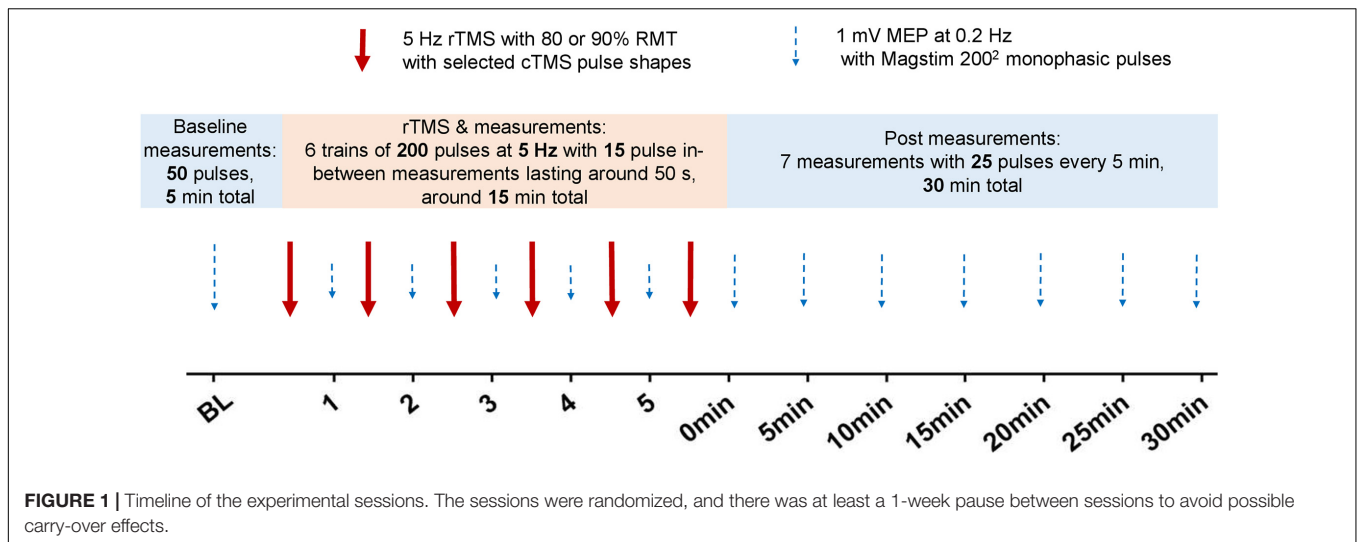 5 Hz rTMS with 80 or 90% RMT
with selected cTMS pulse shapes
1 mV MEP at 0.2 Hz
with Magstim 200² monophasic pulses
Baseline
measurements:
50 pulses,
5 min total
rTMS & measurements:
6 trains of 200 pulses at 5 Hz with 15 pulse in-
between measurements lasting around 50 s,
around 15 min total
Post measurements:
7 measurements with 25 pulses every 5 min,
30 min total
BL
1
2
3
4
5
0min
5min
10min
15min
20min
25min
30min
FIGURE 1 | Timeline of the experimental sessions. The sessions were randomized, and there was at least a 1-week pause between sessions to avoid possible
carry-over effects.